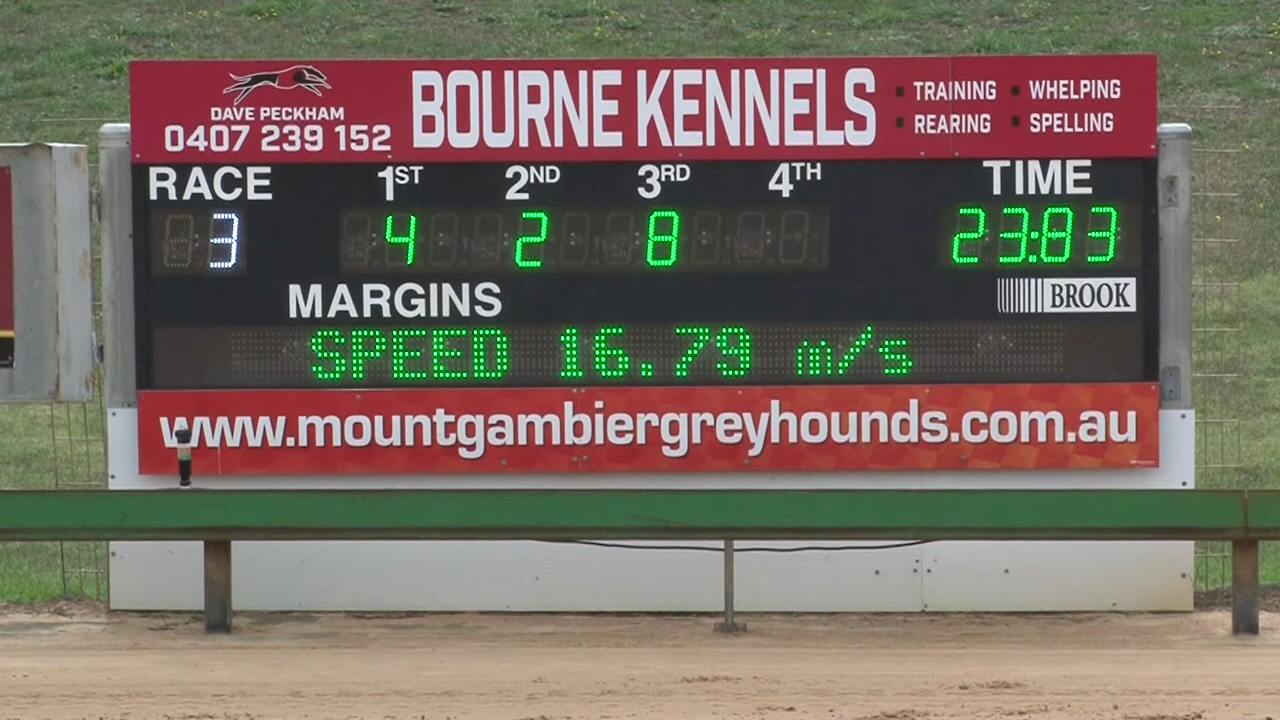 DAVE PECKHAM
0407 239 152
BOURNE KENNELS
TRAINING WHELPING
REARING SPELLING
RACE 1ST 2ND 3RD 4TH TIME
3 4 2 8 23:83
MARGINS
BROOK
SPEED 16.79 m/s
www.mountgambiergreyhounds.com.au